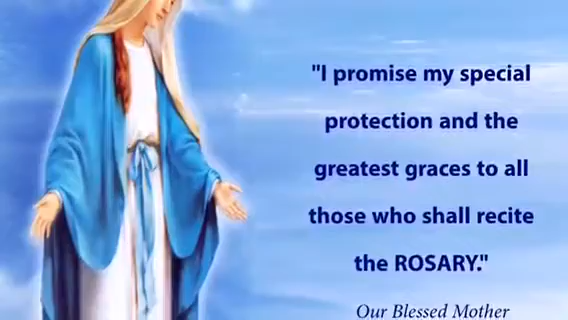 "I promise my special
protection and the
greatest graces to all
those who shall recite
the ROSARY."
Our Blessed Mother